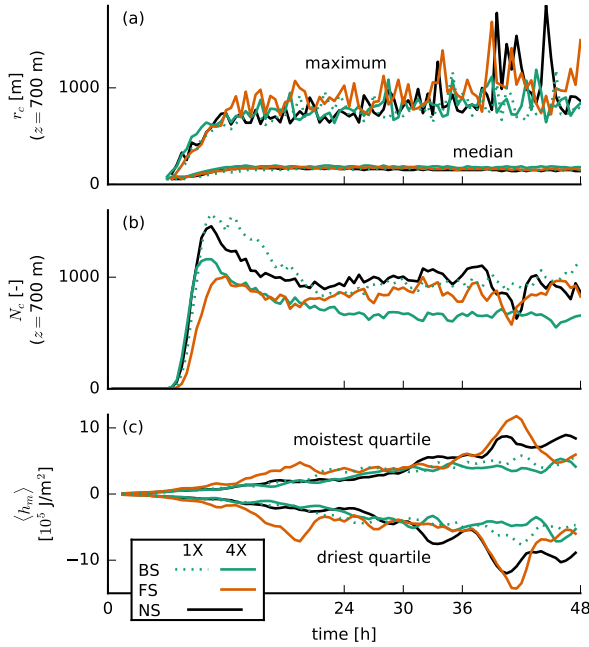 (a)
maximum
median
r_c [m]
(z=700 m)
1000
0
(b)
N_c [-]
(z=700 m)
1000
0
(c)
moistest quartile
driest quartile
⟨h_m⟩
[10^5 J/m^2]
10
0
−10
1X 4X
BS
FS
NS
0 24 30 36 48
time [h]